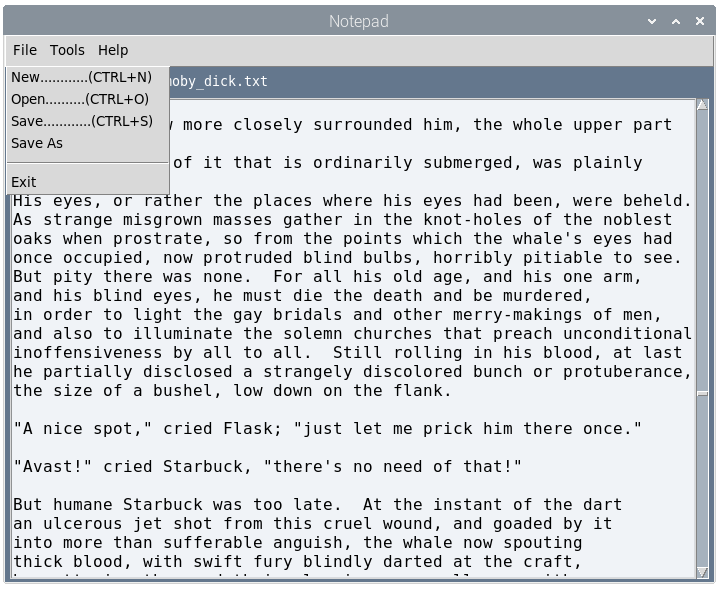 Notepad
File Tools Help
New............(CTRL+N)
Open..........(CTRL+O)
Save............(CTRL+S)
Save As
Exit
moby_dick.txt
more closely surrounded him, the whole upper part
of it that is ordinarily submerged, was plainly
His eyes, or rather the places where his eyes had been, were beheld.
As strange misgrown masses gather in the knot-holes of the noblest
oaks when prostrate, so from the points which the whale's eyes had
once occupied, now protruded blind bulbs, horribly pitiable to see.
But pity there was none.  For all his old age, and his one arm,
and his blind eyes, he must die the death and be murdered,
in order to light the gay bridals and other merry-makings of men,
and also to illuminate the solemn churches that preach unconditional
inoffensiveness by all to all.  Still rolling in his blood, at last
he partially disclosed a strangely discolored bunch or protuberance,
the size of a bushel, low down on the flank.
"A nice spot," cried Flask; "just let me prick him there once."
"Avast!" cried Starbuck, "there's no need of that!"
But humane Starbuck was too late.  At the instant of the dart
an ulcerous jet shot from this cruel wound, and goaded by it
into more than sufferable anguish, the whale now spouting
thick blood, with swift fury blindly darted at the craft,